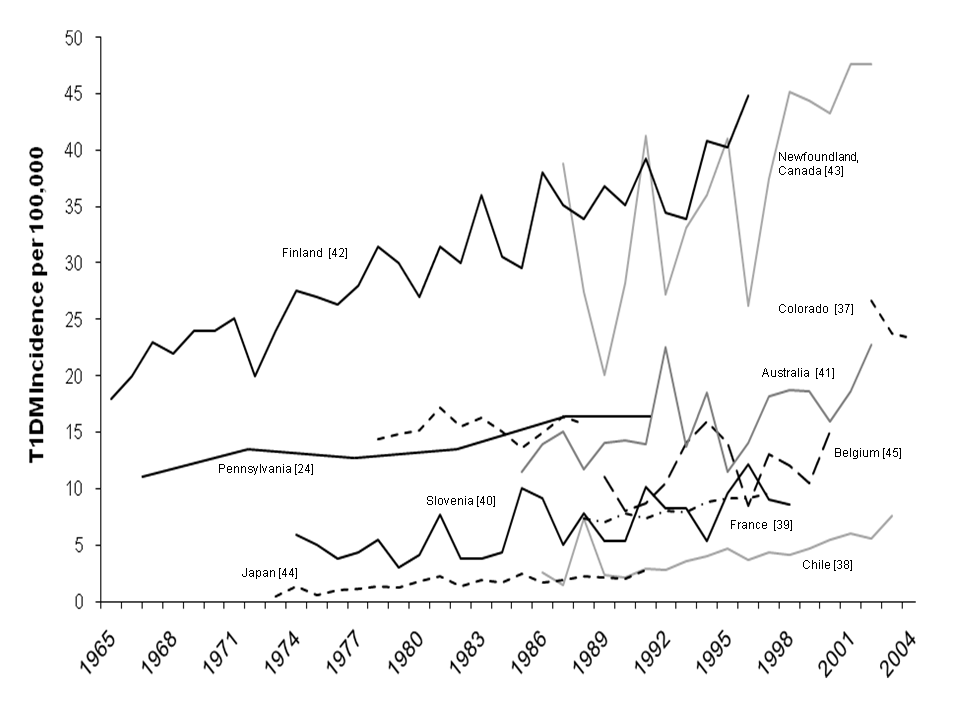 50
45
40
35
30
25
20
15
10
5
0
T1DM Incidence per 100,000
Newfoundland,
Canada [43]
Finland [42]
Colorado [37]
Australia [41]
Belgium [45]
Pennsylvania [24]
Slovenia [40]
France [39]
Chile [38]
Japan [44]
1965
1968
1971
1974
1977
1980
1983
1986
1989
1992
1995
1998
2001
2004